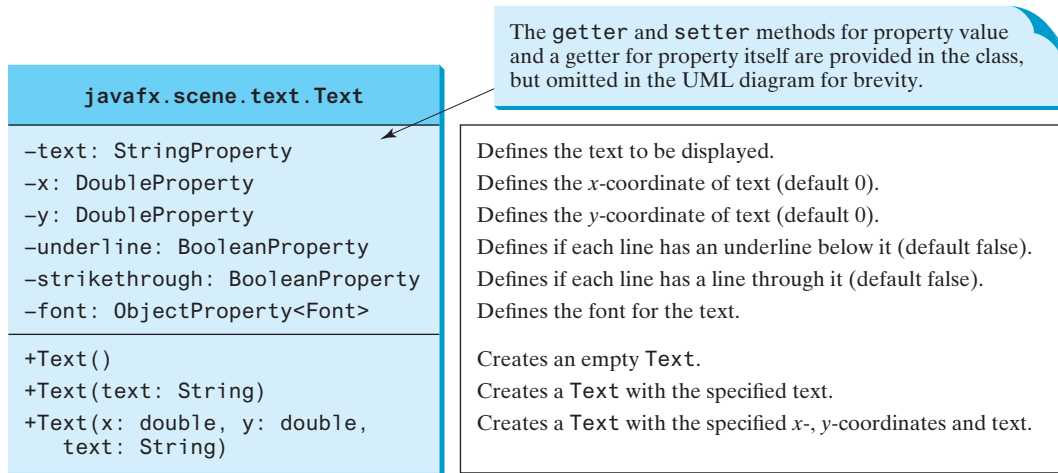 The getter and setter methods for property value
and a getter for property itself are provided in the class,
but omitted in the UML diagram for brevity.
javafx.scene.text.Text
–text: StringProperty
Defines the text to be displayed.
–x: DoubleProperty
Defines the x-coordinate of text (default 0).
–y: DoubleProperty
Defines the y-coordinate of text (default 0).
–underline: BooleanProperty
Defines if each line has an underline below it (default false).
–strikethrough: BooleanProperty
Defines if each line has a line through it (default false).
–font: ObjectProperty<Font>
Defines the font for the text.
+Text()
Creates an empty Text.
+Text(text: String)
Creates a Text with the specified text.
+Text(x: double, y: double,
text: String)
Creates a Text with the specified x-, y-coordinates and text.